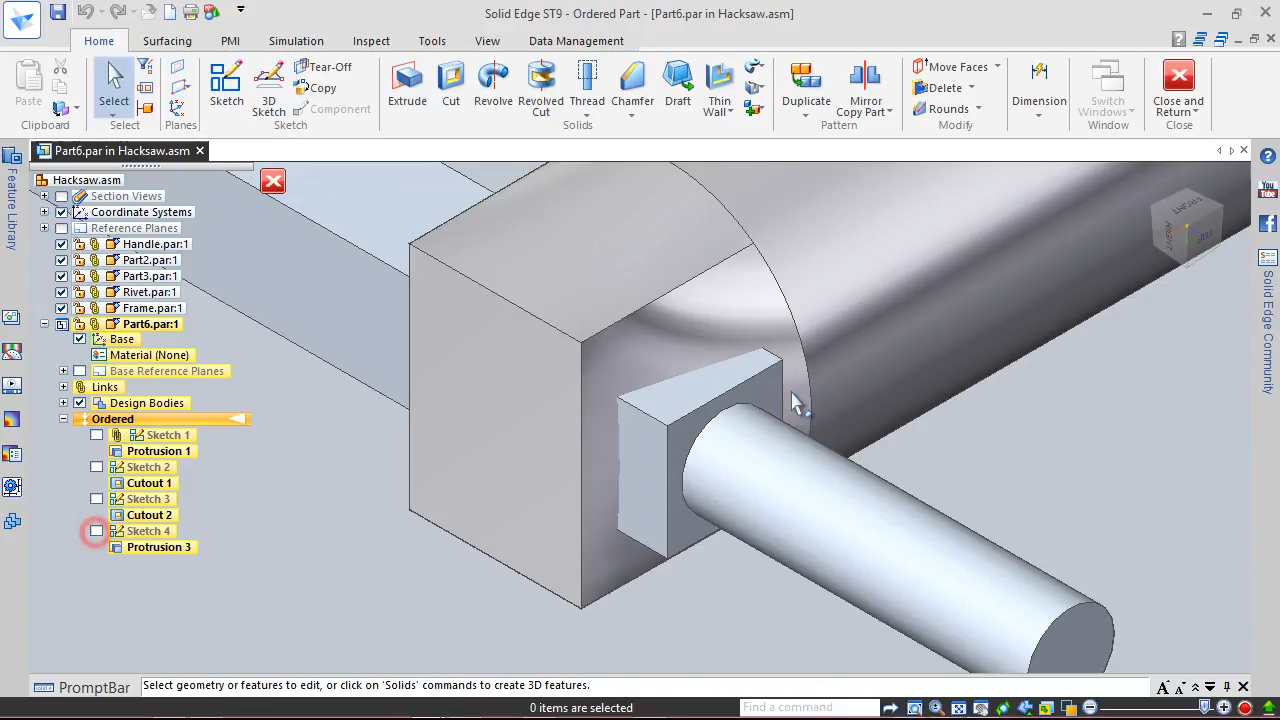 Solid Edge ST9 - Ordered Part - [Part6.par in Hacksaw.asm]
Home Surfacing PMI Simulation Inspect Tools View Data Management
Paste
Clipboard
Select
Select
Planes
Sketch
3D Sketch
Tear-Off
Copy
Component
Sketch
Extrude Cut Revolve Revolved Cut Thread Chamfer Draft Thin Wall
Solids
Duplicate
Mirror Copy Part
Pattern
Move Faces
Delete
Rounds
Modify
Dimension
Switch Windows
Window
Close and Return
Close
Part6.par in Hacksaw.asm
Feature Library
Hacksaw.asm
Section Views
Coordinate Systems
Reference Planes
Handle.par:1
Part2.par:1
Part3.par:1
Rivet.par:1
Frame.par:1
Part6.par:1
Base
Material (None)
Base Reference Planes
Links
Design Bodies
Ordered
Sketch 1
Protrusion 1
Sketch 2
Cutout 1
Sketch 3
Cutout 2
Sketch 4
Protrusion 3
FRONT
RIGHT
TOP
You Tube
Solid Edge Community
PromptBar
Select geometry or features to edit, or click on 'Solids' commands to create 3D features.
A A
0 items are selected
Find a command